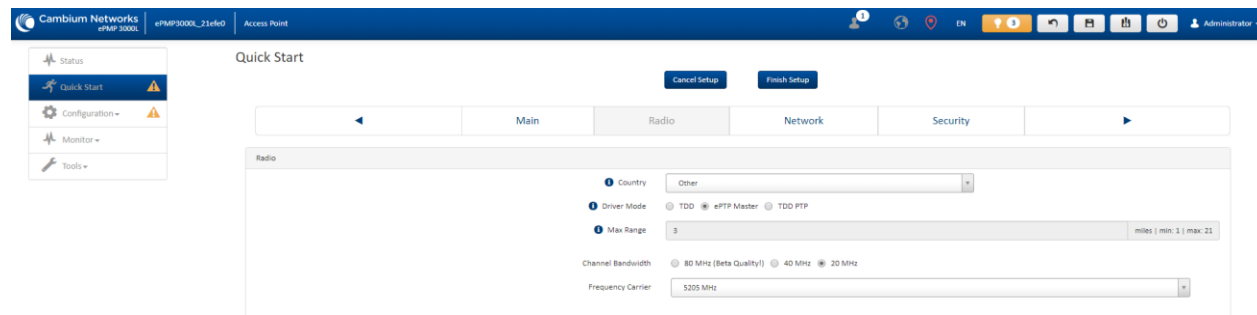 Cambium Networks
ePMP 3000L
ePMP3000L_21efe0
Access Point
1
EN
3
Administrator
Status
Quick Start
Configuration
Monitor
Tools
Quick Start
Cancel Setup
Finish Setup
Main
Radio
Network
Security
Radio
Country
Other
Driver Mode
TDD ePTP Master TDD PTP
Max Range
3
miles | min: 1 | max: 21
Channel Bandwidth
80 MHz (Beta Quality!) 40 MHz 20 MHz
Frequency Carrier
5205 MHz